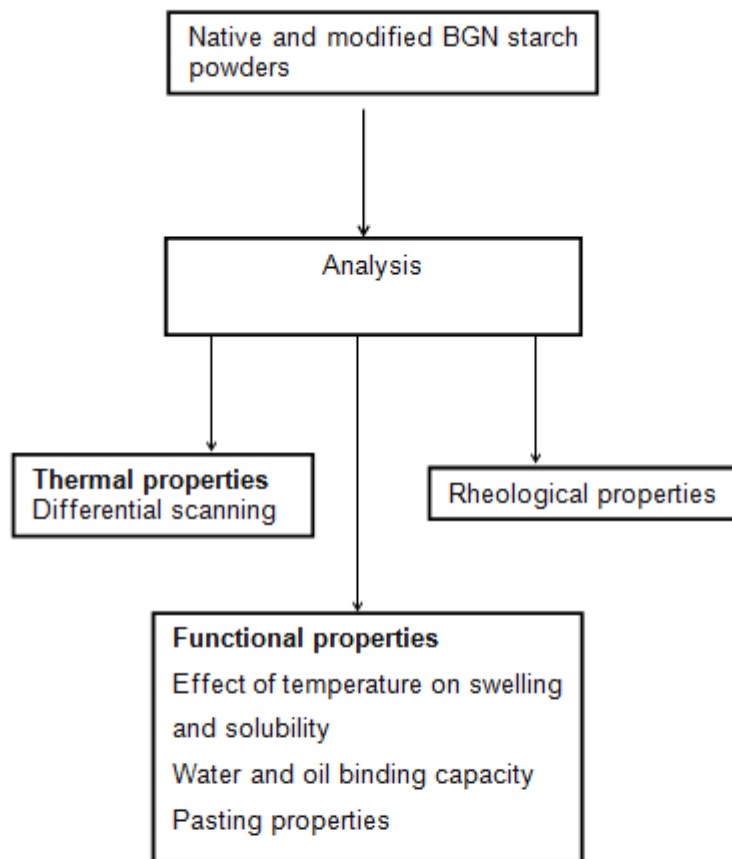 Native and modified BGN starch
powders
Analysis
Thermal properties
Differential scanning
Rheological properties
Functional properties
Effect of temperature on swelling
and solubility
Water and oil binding capacity
Pasting properties